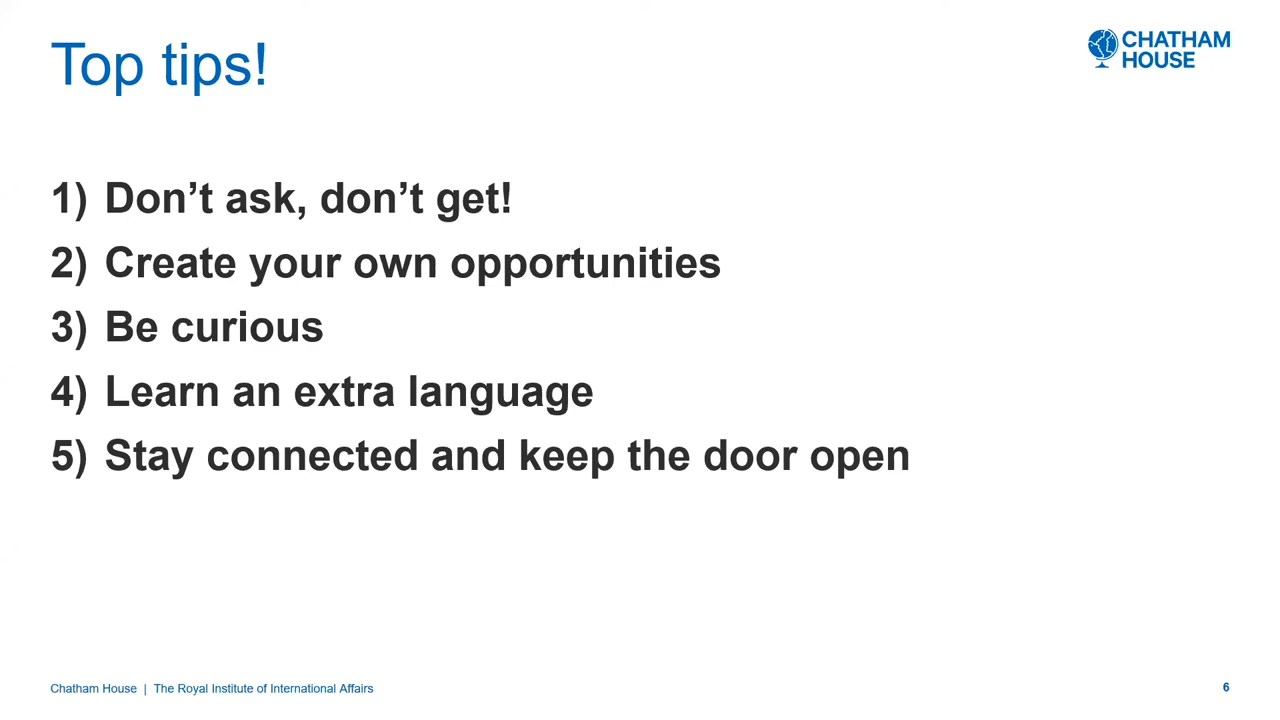 Top tips!
CHATHAM
HOUSE
1) Don’t ask, don’t get!
2) Create your own opportunities
3) Be curious
4) Learn an extra language
5) Stay connected and keep the door open
Chatham House | The Royal Institute of International Affairs
6